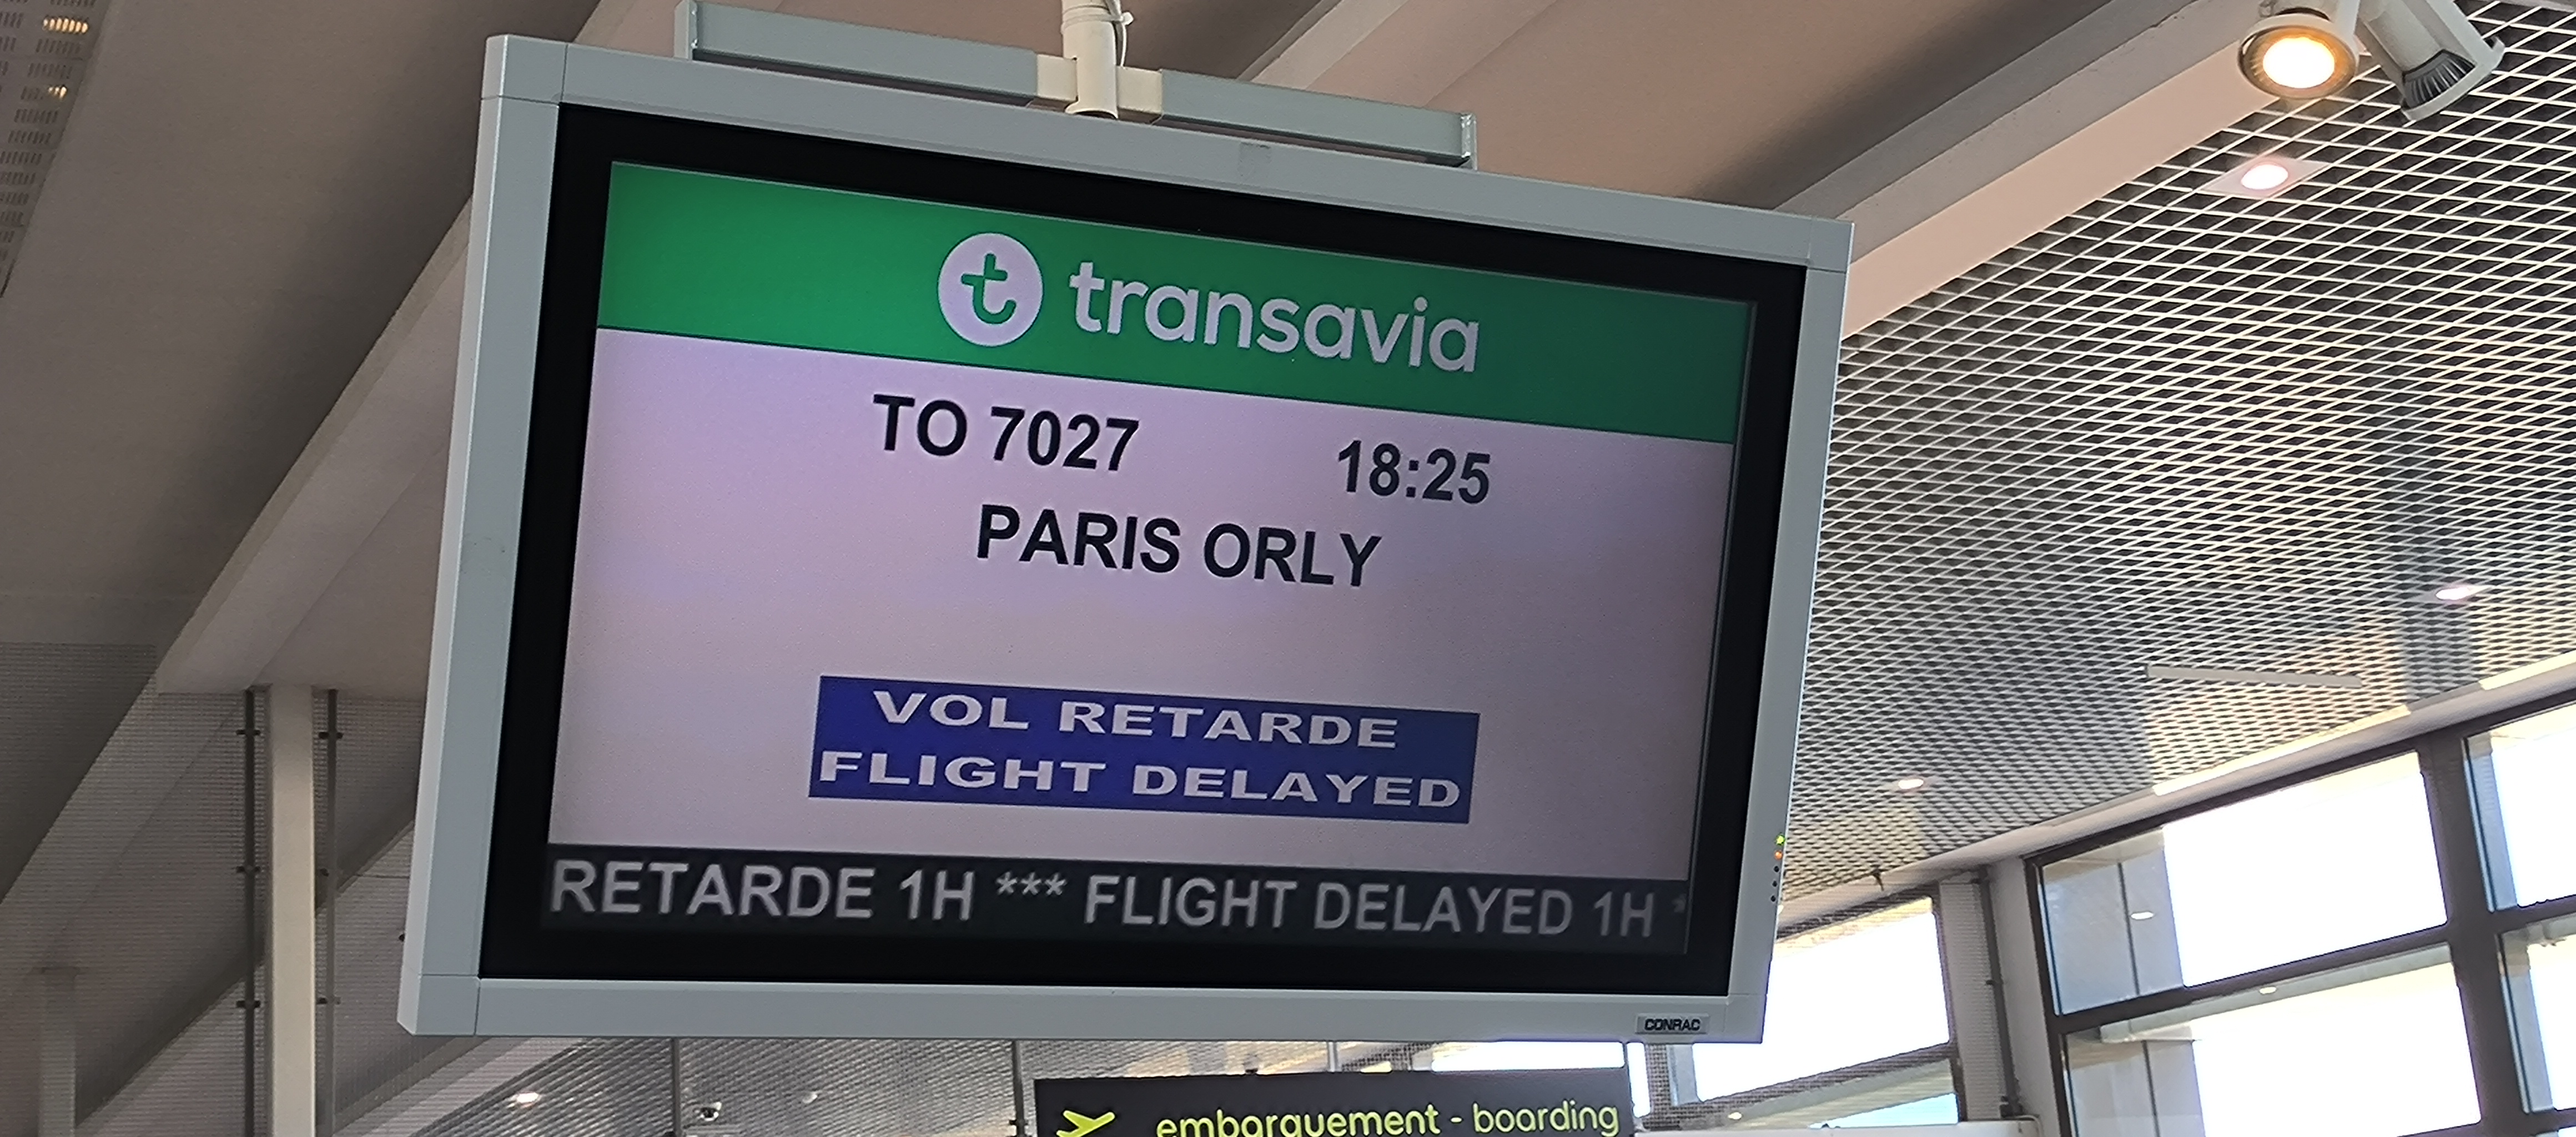 transavia
TO 7027 18:25
PARIS ORLY
VOL RETARDE
FLIGHT DELAYED
RETARDE 1H *** FLIGHT DELAYED 1H *
CONRAC
embarquement - boarding